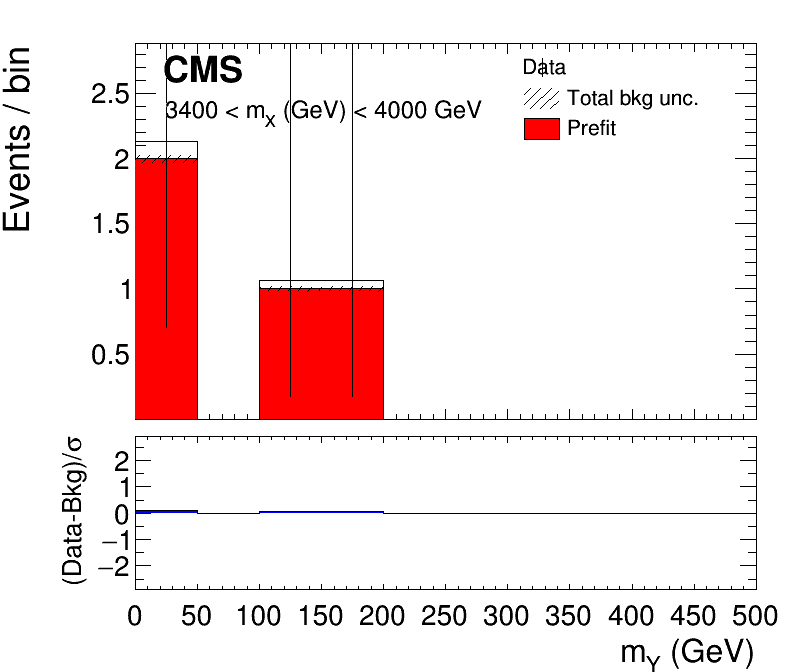 CMS
3400 < mX (GeV) < 4000 GeV
Data
Total bkg unc.
Prefit
Events / bin
2.5
2
1.5
1
0.5
(Data-Bkg)/σ
2
1
0
−1
−2
0 50 100 150 200 250 300 350 400 450 500
mY (GeV)